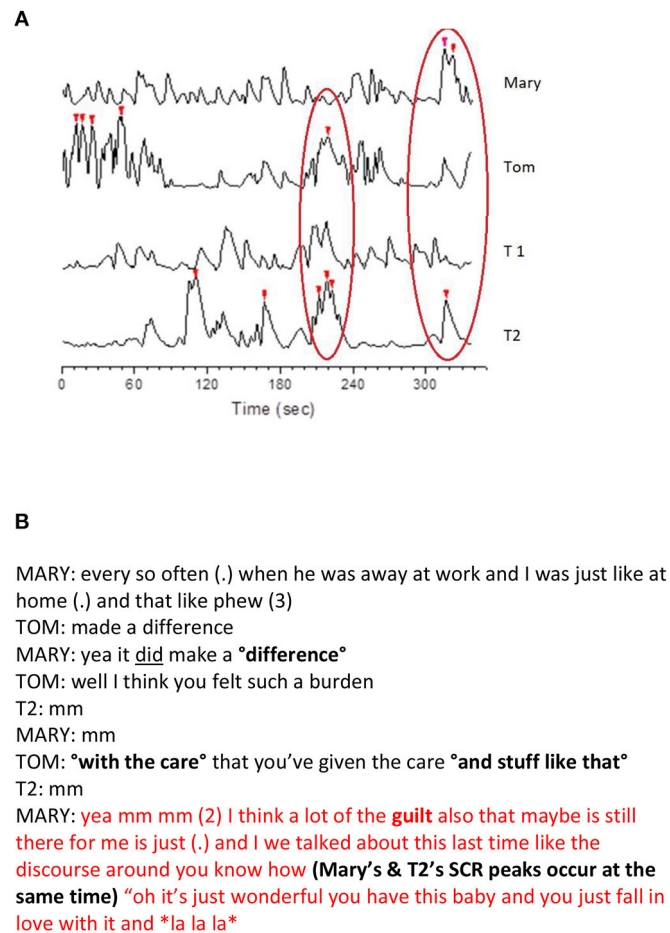 A
Mary
Tom
T 1
T2
0 60 120 180 240 300
Time (sec)
B
MARY: every so often (.) when he was away at work and I was just like at
home (.) and that like phew (3)
TOM: made a difference
MARY: yea it did make a °difference°
TOM: well I think you felt such a burden
T2: mm
MARY: mm
TOM: °with the care° that you’ve given the care °and stuff like that°
T2: mm
MARY: yea mm mm (2) I think a lot of the guilt also that maybe is still
there for me is just (.) and I we talked about this last time like the
discourse around you know how (Mary’s & T2’s SCR peaks occur at the
same time) “oh it’s just wonderful you have this baby and you just fall in
love with it and *la la la*